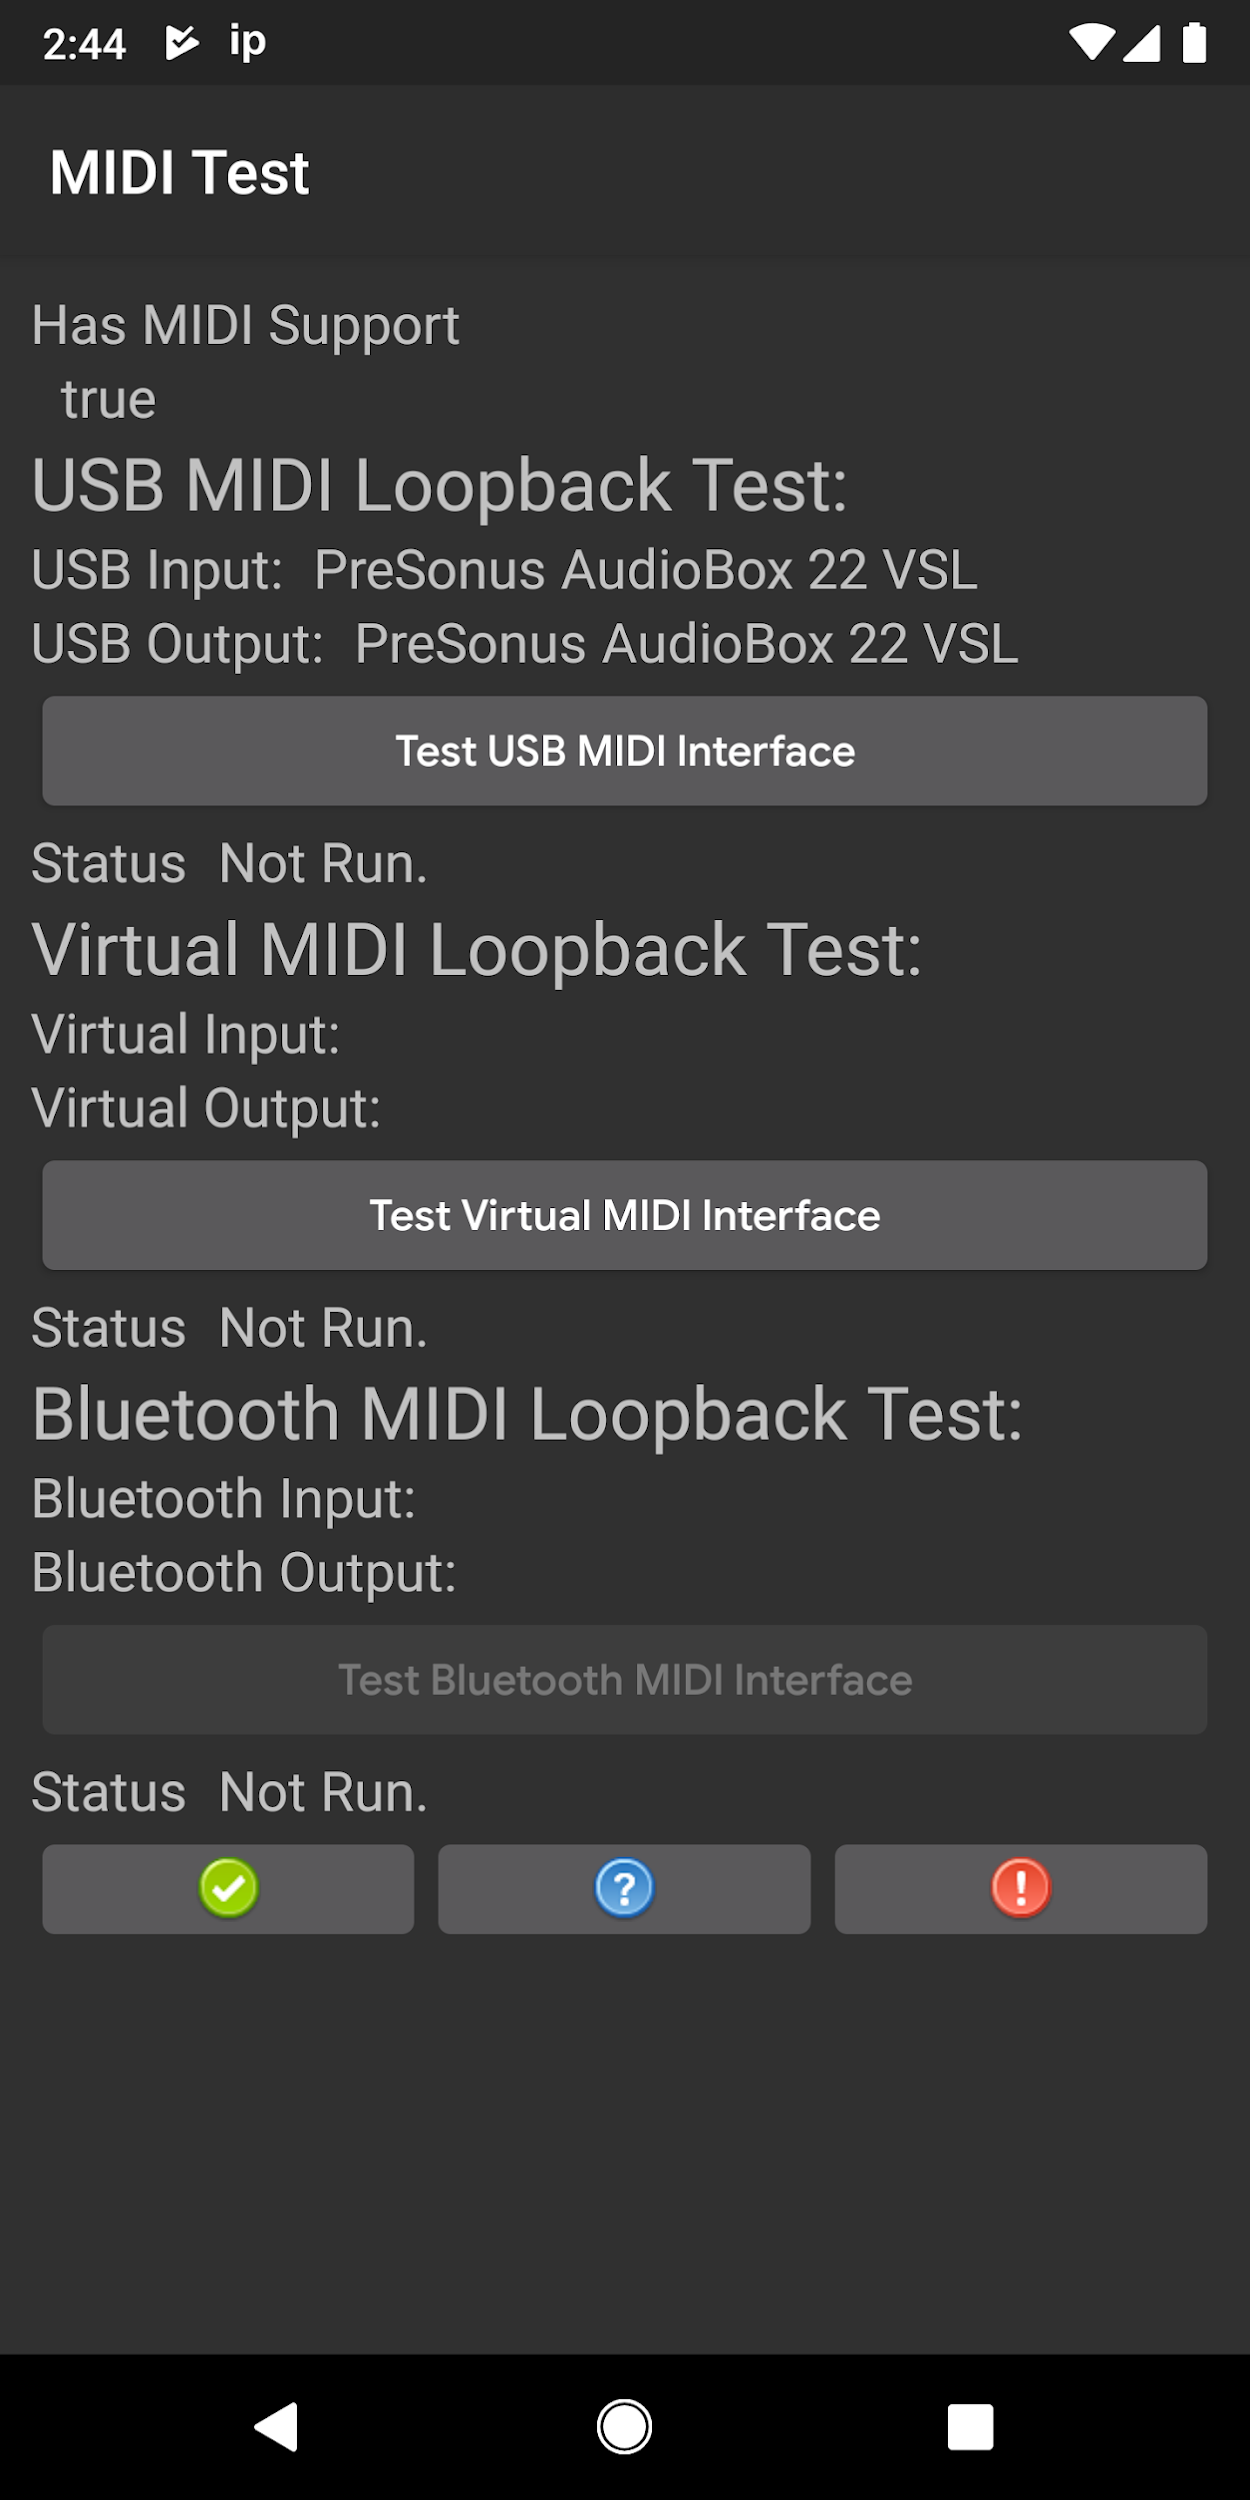 2:44 ip
MIDI Test
Has MIDI Support
true
USB MIDI Loopback Test:
USB Input: PreSonus AudioBox 22 VSL
USB Output: PreSonus AudioBox 22 VSL
Test USB MIDI Interface
Status Not Run.
Virtual MIDI Loopback Test:
Virtual Input:
Virtual Output:
Test Virtual MIDI Interface
Status Not Run.
Bluetooth MIDI Loopback Test:
Bluetooth Input:
Bluetooth Output:
Test Bluetooth MIDI Interface
Status Not Run.